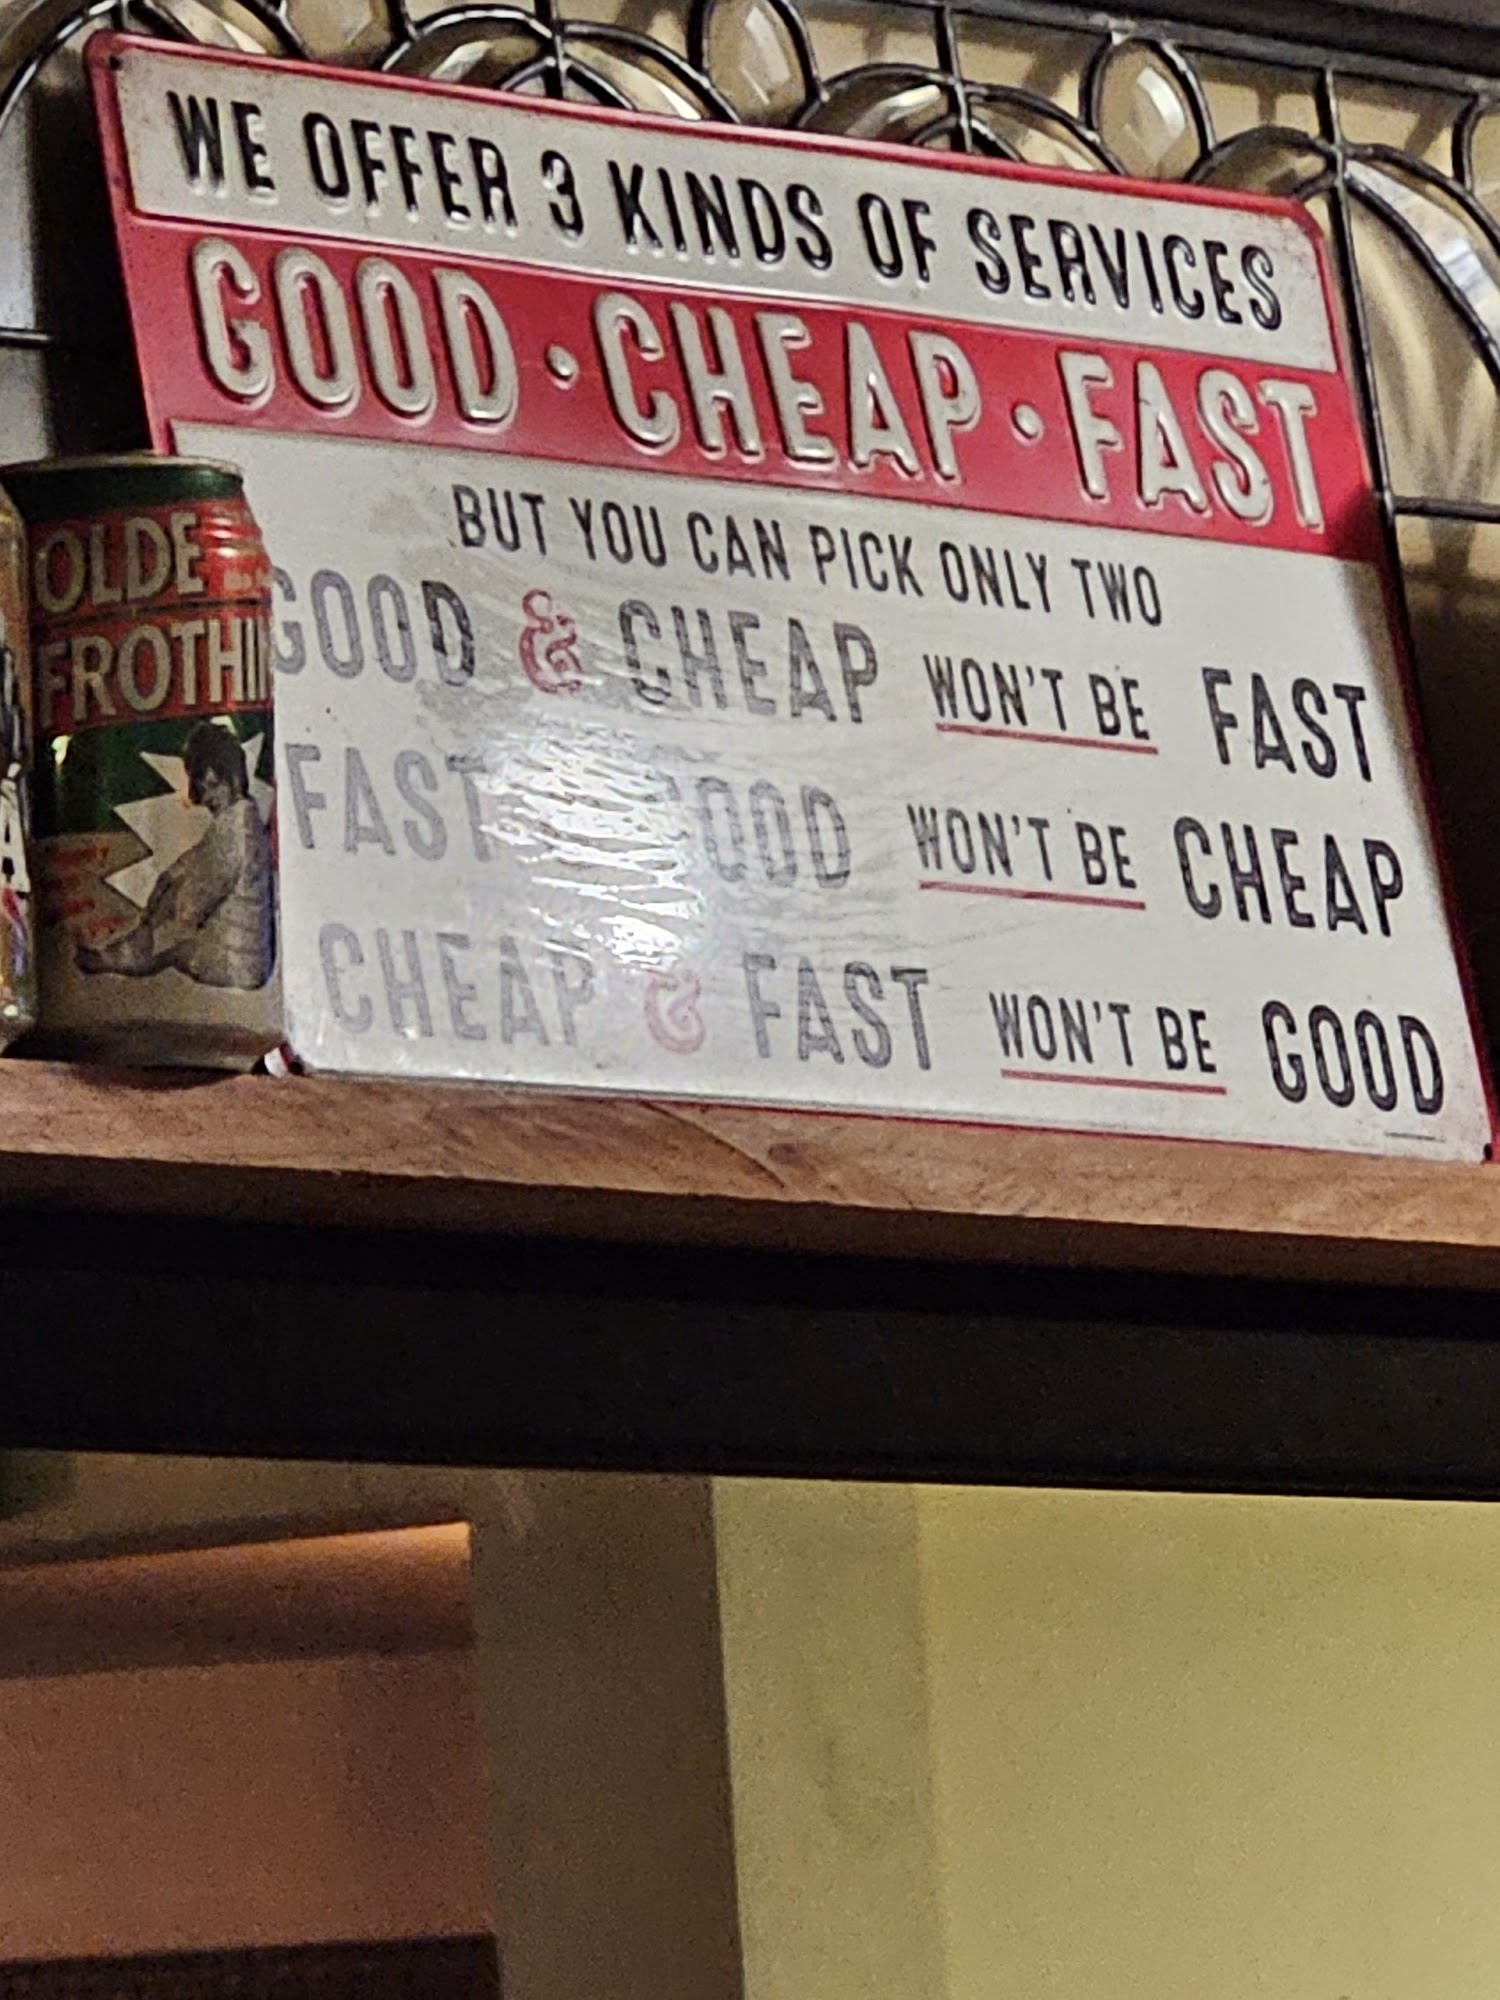 WE OFFER 3 KINDS OF SERVICES
GOOD · CHEAP · FAST
BUT YOU CAN PICK ONLY TWO
GOOD & CHEAP WON'T BE FAST
FAST GOOD WON'T BE CHEAP
CHEAP & FAST WON'T BE GOOD
OLDE
FROTHIN